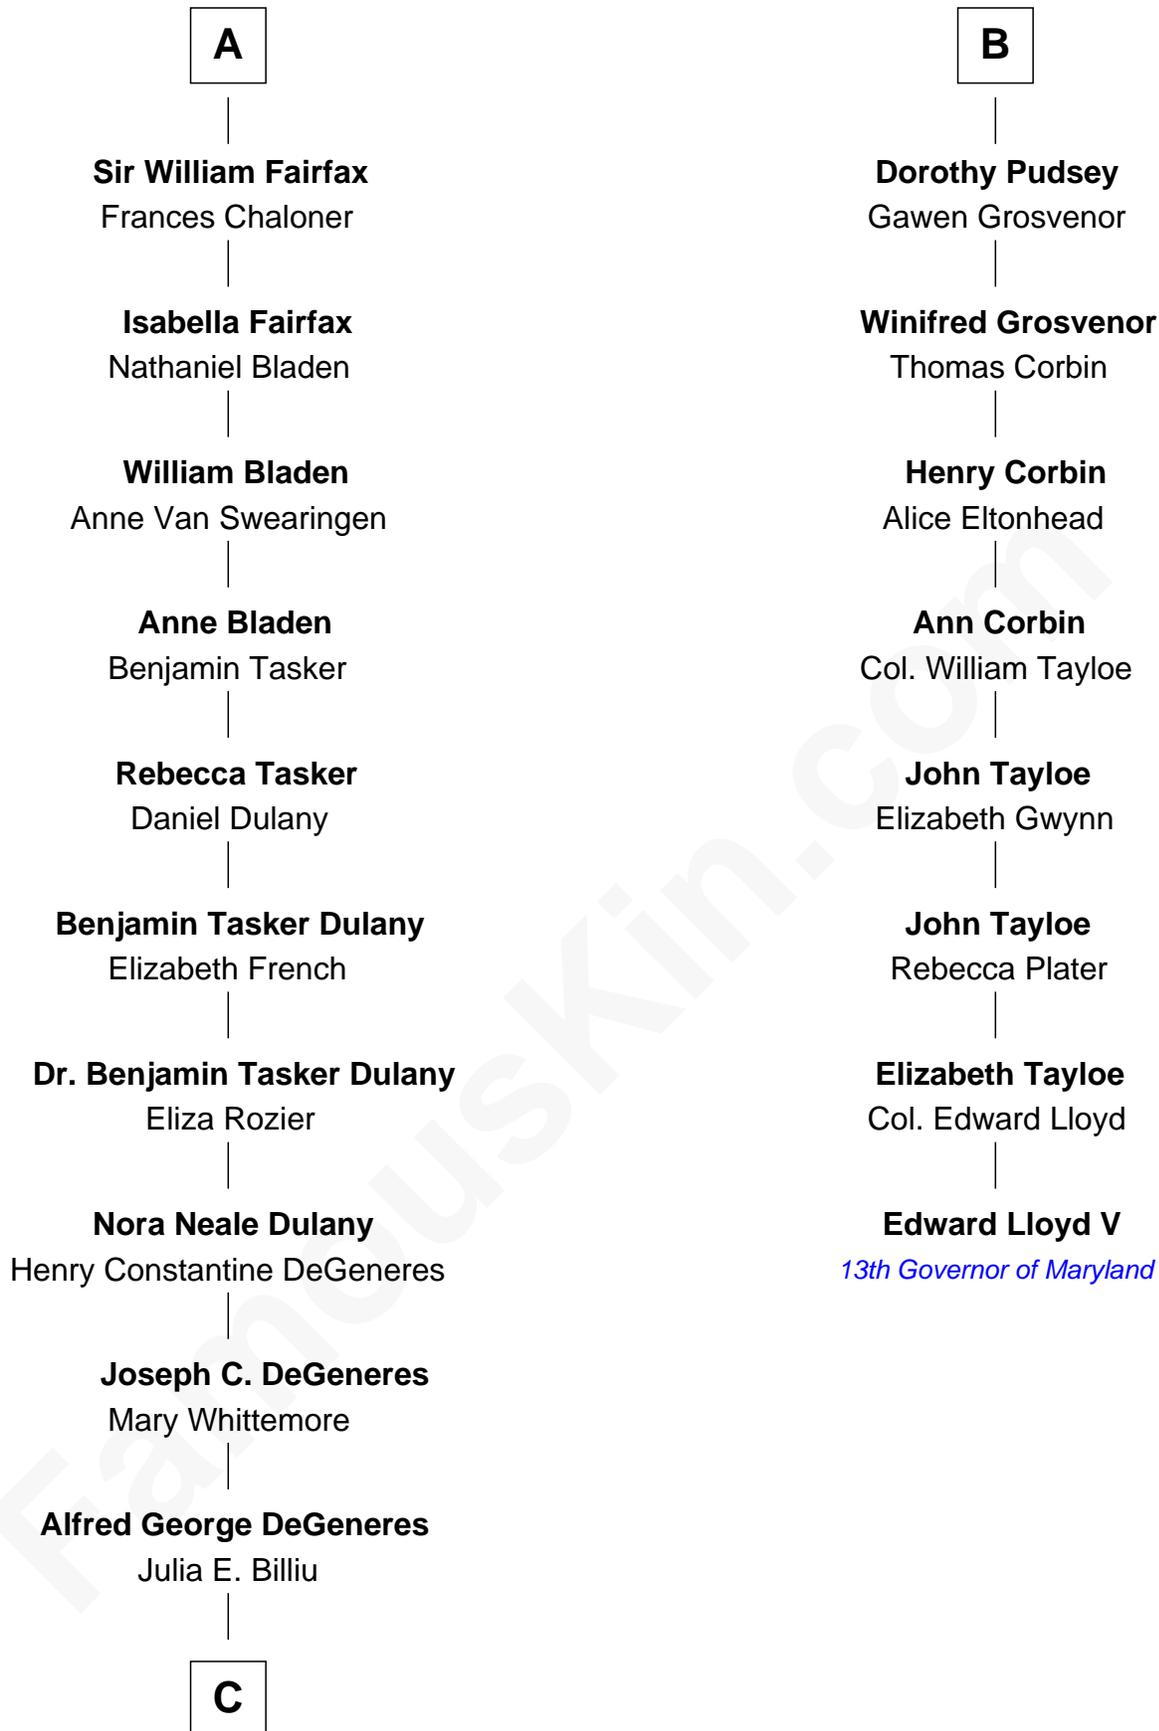 A
Sir William Fairfax
Frances Chaloner
Isabella Fairfax
Nathaniel Bladen
William Bladen
Anne Van Swearingen
Anne Bladen
Benjamin Tasker
Rebecca Tasker
Daniel Dulany
Benjamin Tasker Dulany
Elizabeth French
Dr. Benjamin Tasker Dulany
Eliza Rozier
Nora Neale Dulany
Henry Constantine DeGeneres
Joseph C. DeGeneres
Mary Whittemore
Alfred George DeGeneres
Julia E. Billiu
C
B
Dorothy Pudsey
Gawen Grosvenor
Winifred Grosvenor
Thomas Corbin
Henry Corbin
Alice Eltonhead
Ann Corbin
Col. William Tayloe
John Tayloe
Elizabeth Gwynn
John Tayloe
Rebecca Plater
Elizabeth Tayloe
Col. Edward Lloyd
Edward Lloyd V
13th Governor of Maryland
FamousKin.com